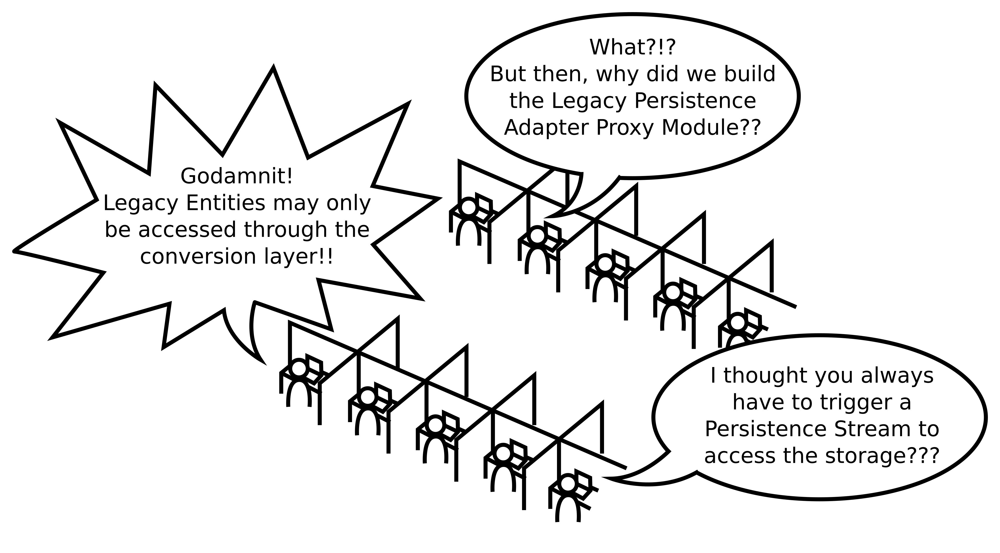 Godamnit!
Legacy Entities may only
be accessed through the
conversion layer!!
What?!?
But then, why did we build
the Legacy Persistence
Adapter Proxy Module??
I thought you always
have to trigger a
Persistence Stream to
access the storage???